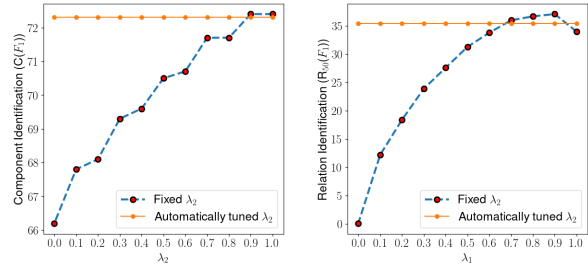 Component Identification (C(F₁))
72
71
70
69
68
67
66
0.0 0.1 0.2 0.3 0.4 0.5 0.6 0.7 0.8 0.9 1.0
λ₂
Fixed λ₂
Automatically tuned λ₂
Relation Identification (R₅₀(F₁))
35
30
25
20
15
10
5
0
0.0 0.1 0.2 0.3 0.4 0.5 0.6 0.7 0.8 0.9 1.0
λ₁
Fixed λ₂
Automatically tuned λ₂